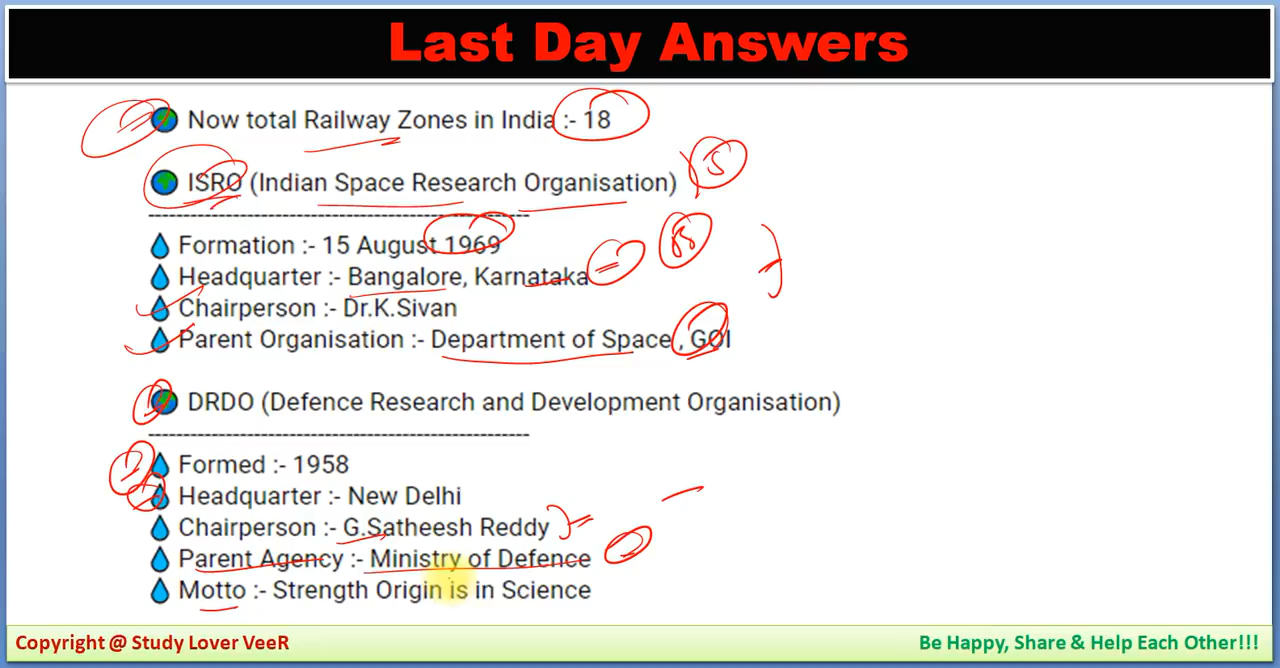 Last Day Answers
Now total Railway Zones in India :- 18
ISRO (Indian Space Research Organisation)
--------------------------------------------------------
Formation :- 15 August 1969
Headquarter :- Bangalore, Karnataka
Chairperson :- Dr.K.Sivan
Parent Organisation :- Department of Space , GOI
DRDO (Defence Research and Development Organisation)
--------------------------------------------------------
Formed :- 1958
Headquarter :- New Delhi
Chairperson :- G.Satheesh Reddy
Parent Agency :- Ministry of Defence
Motto :- Strength Origin is in Science
Copyright @ Study Lover VeeR
Be Happy, Share & Help Each Other!!!